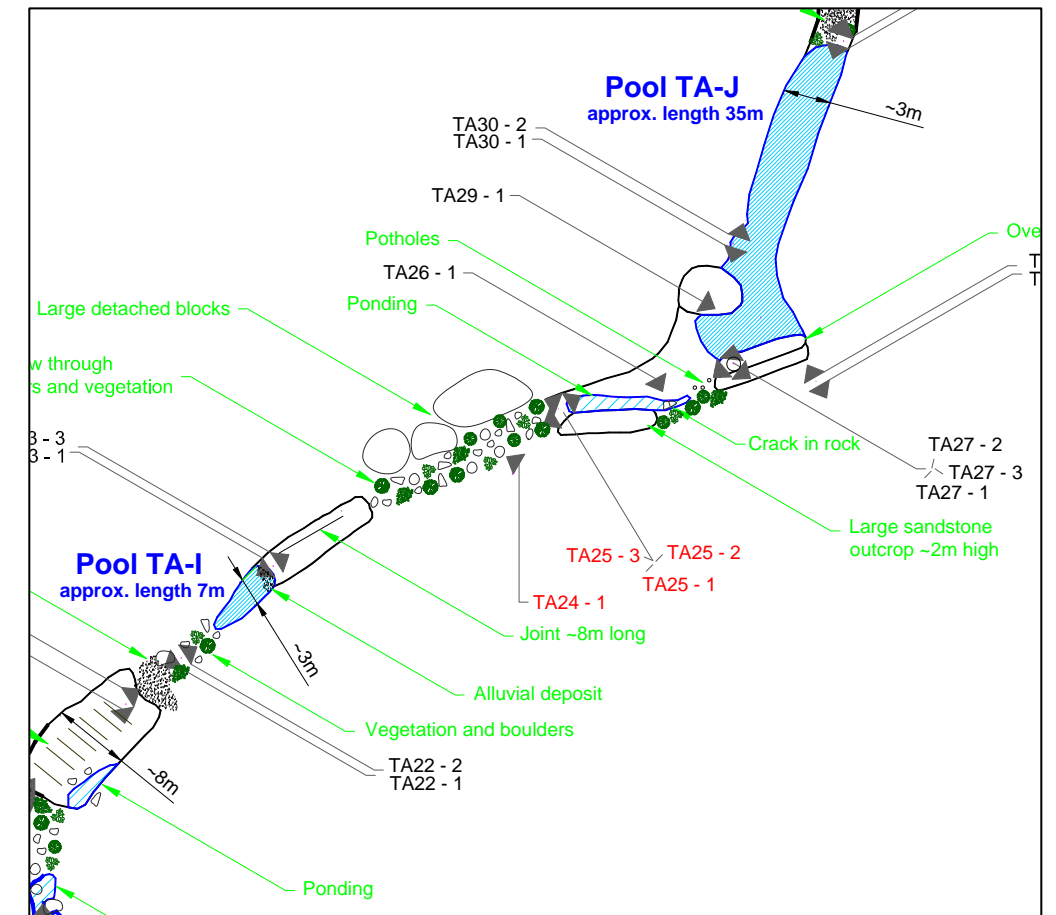 Pool TA-J
approx. length 35m
~3m
TA30 - 2
TA30 - 1
TA29 - 1
Potholes
TA26 - 1
Ponding
Ove
T
T
Large detached blocks
w through
s and vegetation
3 - 3
3 - 1
Crack in rock
TA27 - 2
TA27 - 3
TA27 - 1
Large sandstone
outcrop ~2m high
TA25 - 3
TA25 - 2
TA25 - 1
TA24 - 1
Pool TA-I
approx. length 7m
~3m
Joint ~8m long
Alluvial deposit
Vegetation and boulders
TA22 - 2
TA22 - 1
~8m
Ponding